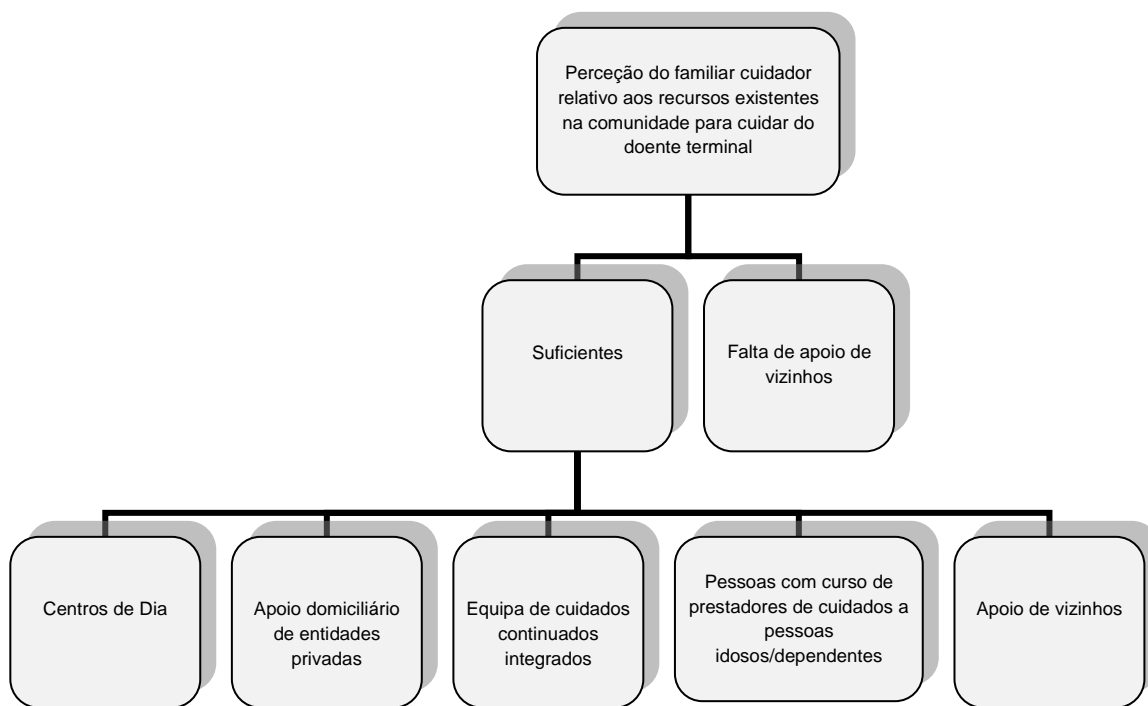 Perceção do familiar cuidador
relativo aos recursos existentes
na comunidade para cuidar do
doente terminal
Suficientes
Falta de apoio de
vizinhos
Centros de Dia
Apoio domiciliário
de entidades
privadas
Equipa de cuidados
continuados
integrados
Pessoas com curso de
prestadores de cuidados a
pessoas
idosos/dependentes
Apoio de vizinhos